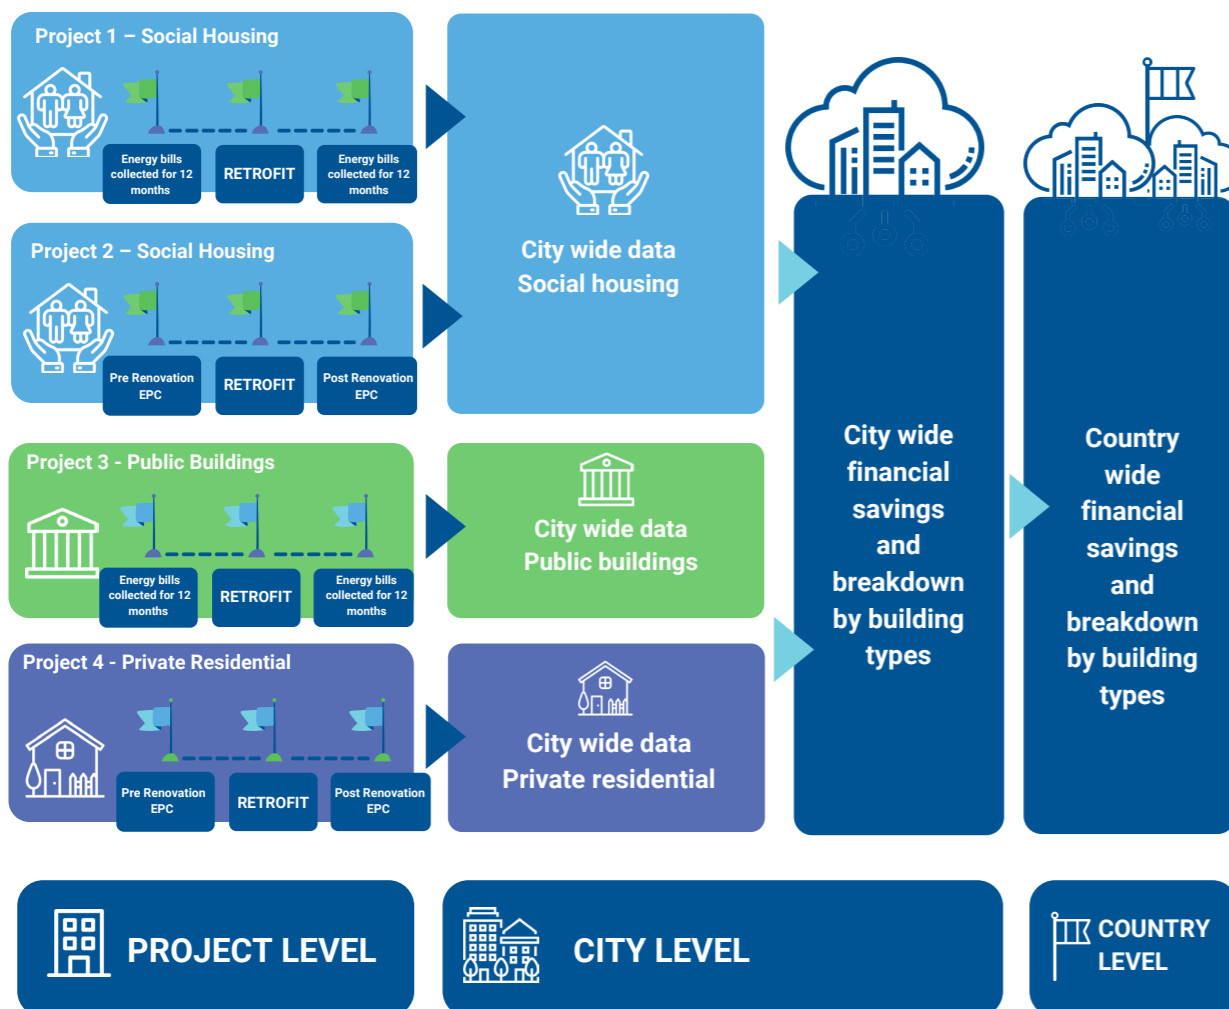 Project 1 – Social Housing
Energy bills
collected for 12
months
RETROFIT
Energy bills
collected for 12
months
Project 2 – Social Housing
Pre Renovation
EPC
RETROFIT
Post Renovation
EPC
City wide data
Social housing
Project 3 - Public Buildings
Energy bills
collected for 12
months
RETROFIT
Energy bills
collected for 12
months
City wide data
Public buildings
Project 4 - Private Residential
Pre Renovation
EPC
RETROFIT
Post Renovation
EPC
City wide data
Private residential
City wide
financial
savings
and
breakdown
by building
types
Country
wide
financial
savings
and
breakdown
by building
types
PROJECT LEVEL
CITY LEVEL
COUNTRY
LEVEL